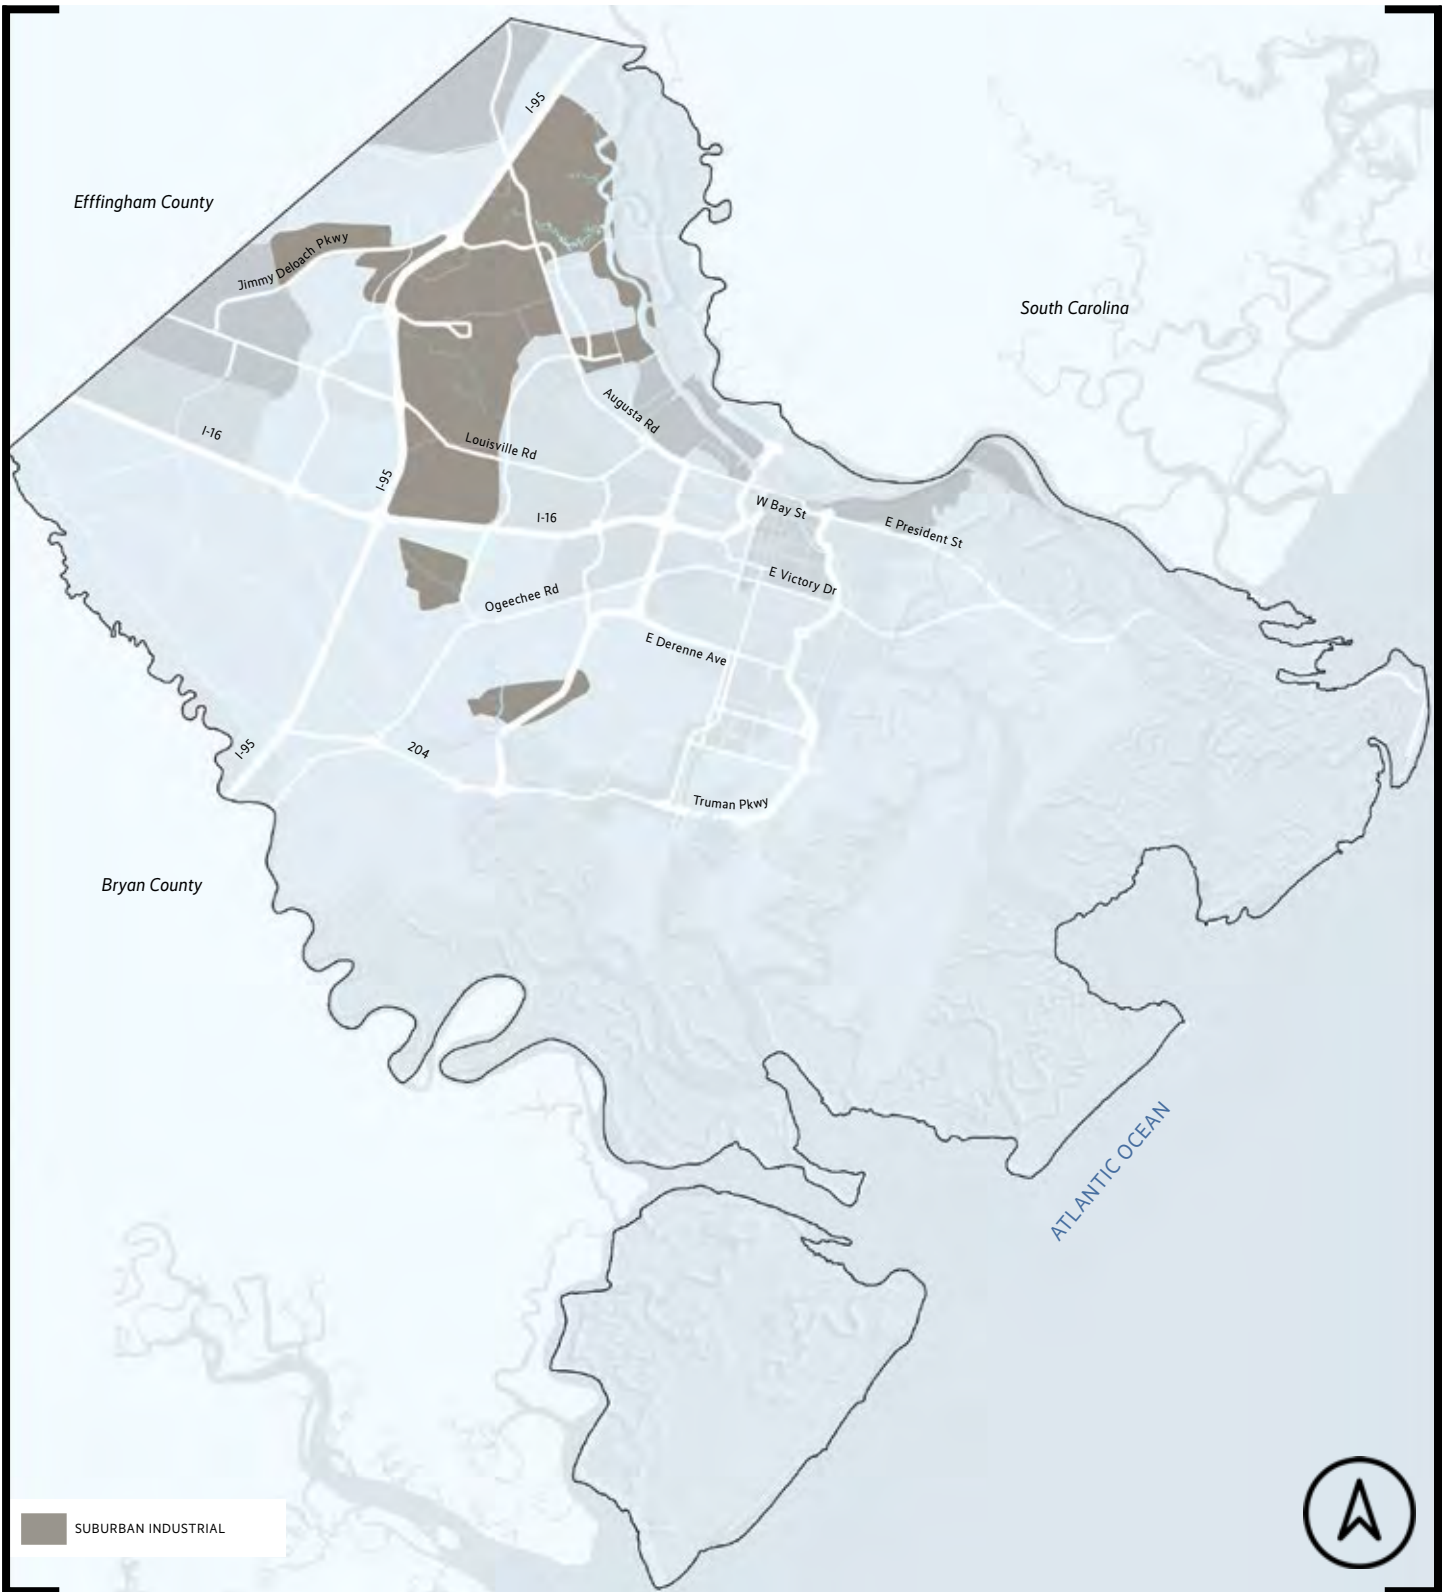 I-95
Efffingham County
Jimmy Deloach Pkwy
South Carolina
Augusta Rd
I-16
Louisville Rd
I-95
W Bay St
I-16
E President St
E Victory Dr
Ogeechee Rd
E Derenne Ave
I-95
204
Truman Pkwy
Bryan County
ATLANTIC OCEAN
SUBURBAN INDUSTRIAL